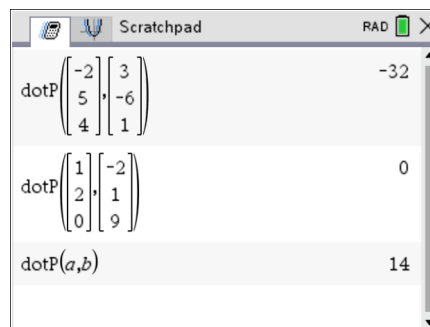 Scratchpad RAD
dotP([-2 5 4],[3 -6 1]) -32
dotP([1 2 0],[-2 1 9]) 0
dotP(a,b) 14